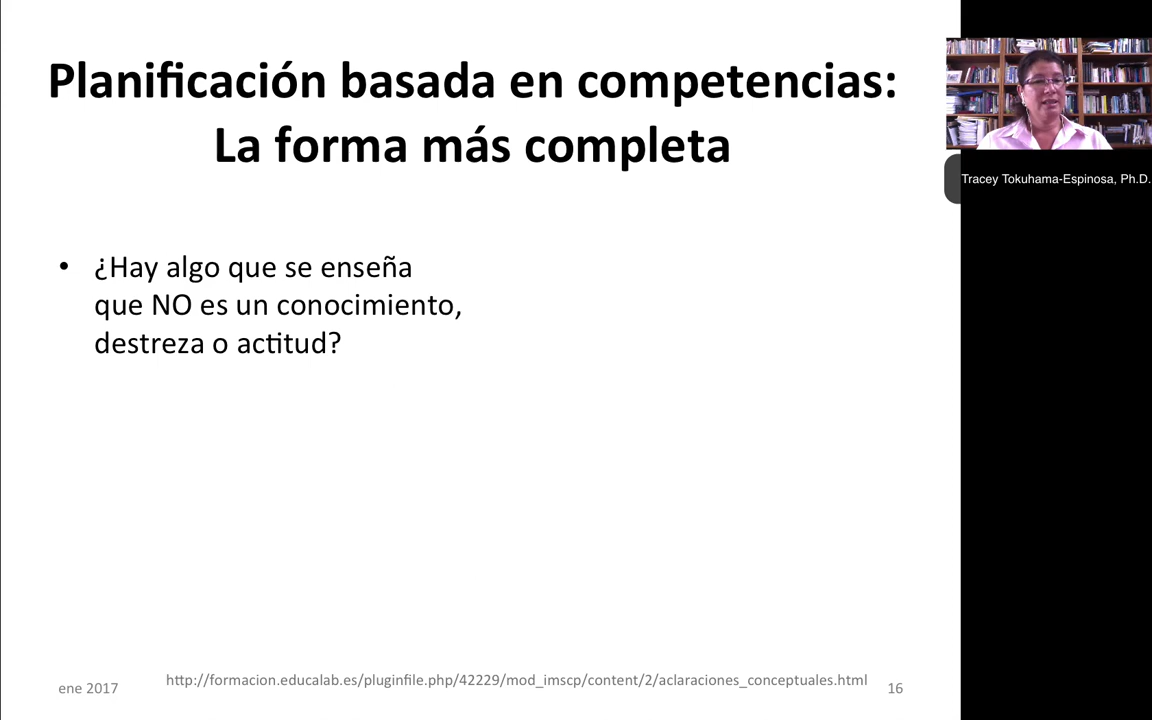 Planificación basada en competencias:
La forma más completa
• ¿Hay algo que se enseña
que NO es un conocimiento,
destreza o actitud?
ene 2017
http://formacion.educalab.es/pluginfile.php/42229/mod_imscp/content/2/aclaraciones_conceptuales.html
16
Tracey Tokuhama-Espinosa, Ph.D.